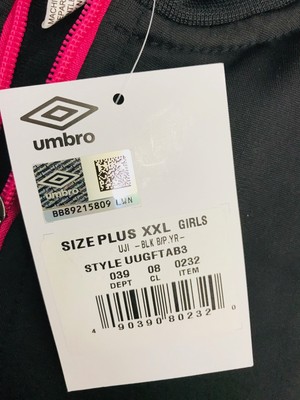 MACHIN
umbro
BB89215809 LWN
SIZE PLUS XXL GIRLS
UJI -BLK B/P.YR-
STYLE UUGFTAB3
039 08 0232
DEPT CL ITEM
4 90390 80232 0